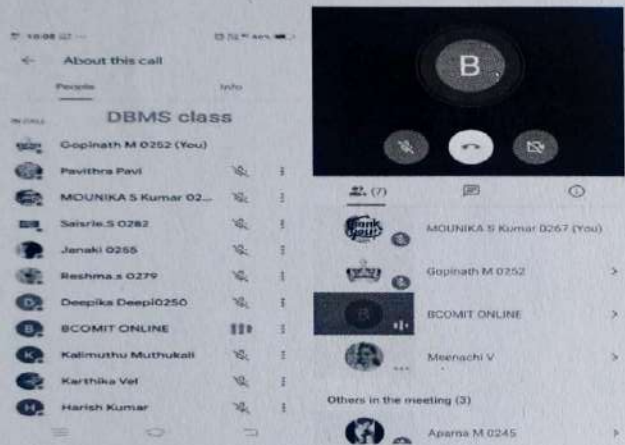 10:08
About this call
People Info
IN CALL
DBMS class
Gopinath M 0252 (You)
Pavithra Pavi
MOUNIKA S Kumar 02...
Saisrie.S 0282
Janaki 0255
Reshma.s 0279
D Deepika Deepi0250
B BCOMIT ONLINE
K Kalimuthu Muthukali
Karthika Vel
H Harish Kumar
B
(7)
Thank You
MOUNIKA S Kumar 0267 (You)
Gopinath M 0252
B BCOMIT ONLINE
Meenachi V
Others in the meeting (3)
Aparna M 0245